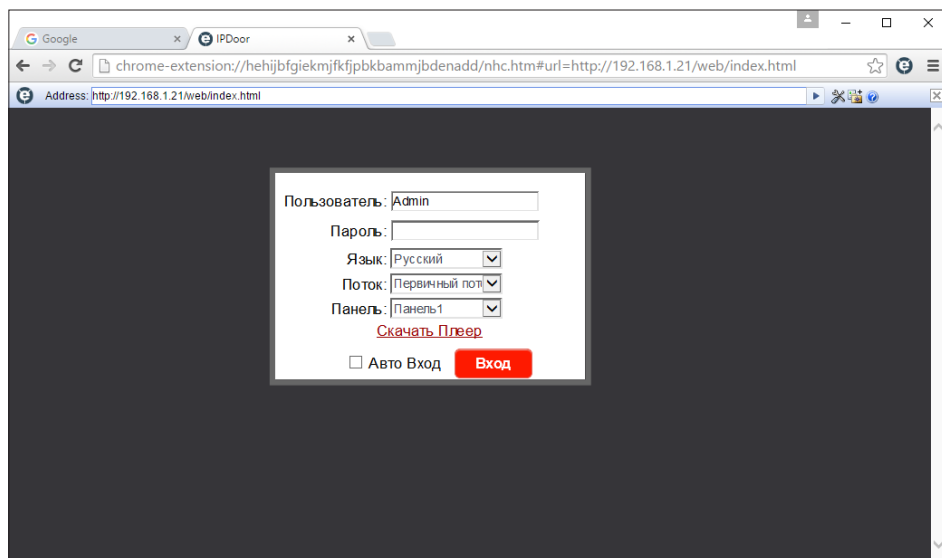 Google
IPDoor
chrome-extension://hehijbfgiekmjfkfjpbkbammjbdenadd/nhc.htm#url=http://192.168.1.21/web/index.html
Address: http://192.168.1.21/web/index.html
Пользователь: Admin
Пароль:
Язык: Русский
Поток: Первичный пот
Панель: Панель1
Скачать Плеер
Авто Вход Вход